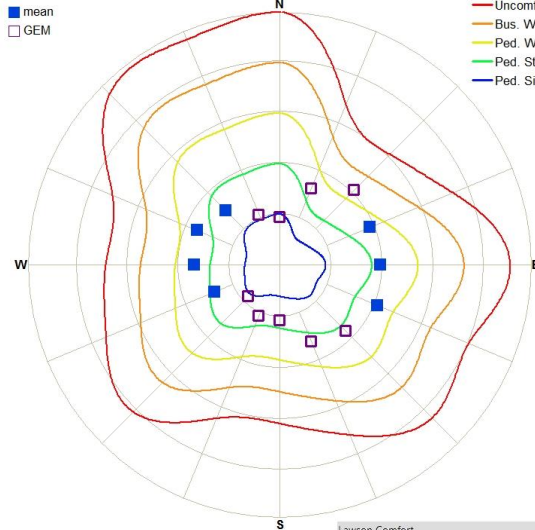 N
mean
GEM
Uncomf
Bus. W
Ped. W
Ped. St
Ped. Si
W
E
S
Lawson Comfort